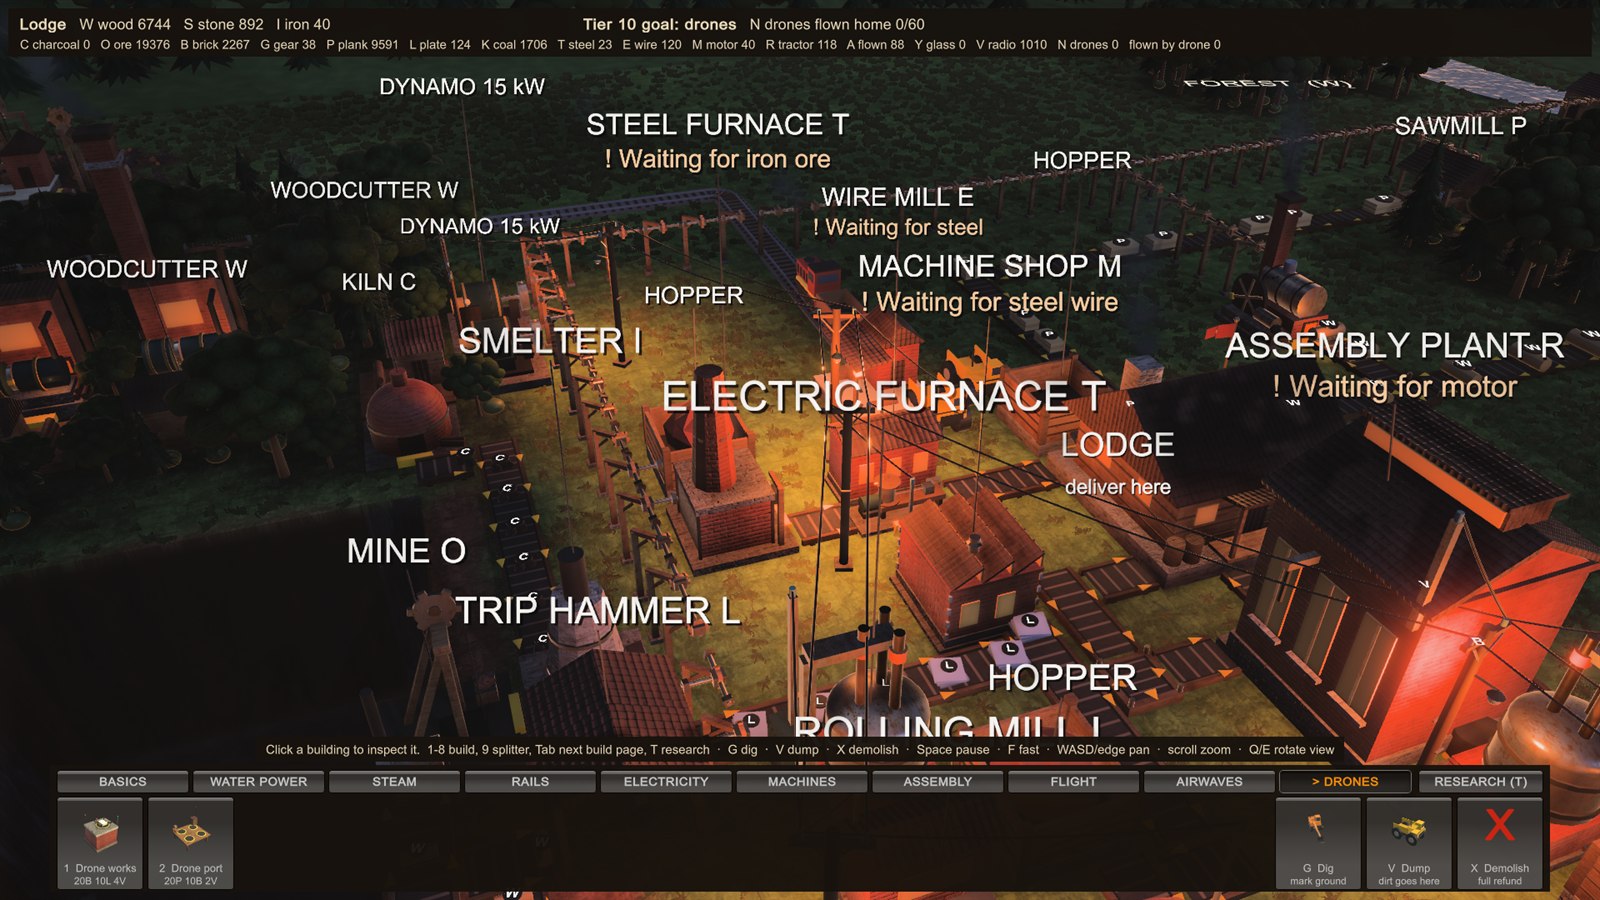 Lodge W wood 6744 S stone 892 I iron 40
Tier 10 goal: drones N drones flown home 0/60
C charcoal 0 O ore 19376 B brick 2267 G gear 38 P plank 9591 L plate 124 K coal 1706 T steel 23 E wire 120 M motor 40 R tractor 118 A flown 88 Y glass 0 V radio 1010 N drones 0 flown by drone 0
DYNAMO 15 kW
FOREST (W)
STEEL FURNACE T
! Waiting for iron ore
SAWMILL P
HOPPER
WOODCUTTER W
WIRE MILL E
! Waiting for steel
DYNAMO 15 kW
WOODCUTTER W
MACHINE SHOP M
! Waiting for steel wire
KILN C
HOPPER
SMELTER I
ASSEMBLY PLANT R
! Waiting for motor
ELECTRIC FURNACE T
LODGE
deliver here
MINE O
TRIP HAMMER L
HOPPER
ROLLING MILL
Click a building to inspect it. 1-8 build, 9 splitter, Tab next build page, T research · G dig · V dump · X demolish · Space pause · F fast · WASD/edge pan · scroll zoom · Q/E rotate view
BASICS WATER POWER STEAM RAILS ELECTRICITY MACHINES ASSEMBLY FLIGHT AIRWAVES > DRONES RESEARCH (T)
1 Drone works
20B 10L 4V
2 Drone port
20P 10B 2V
G Dig
mark ground
V Dump
dirt goes here
X Demolish
full refund